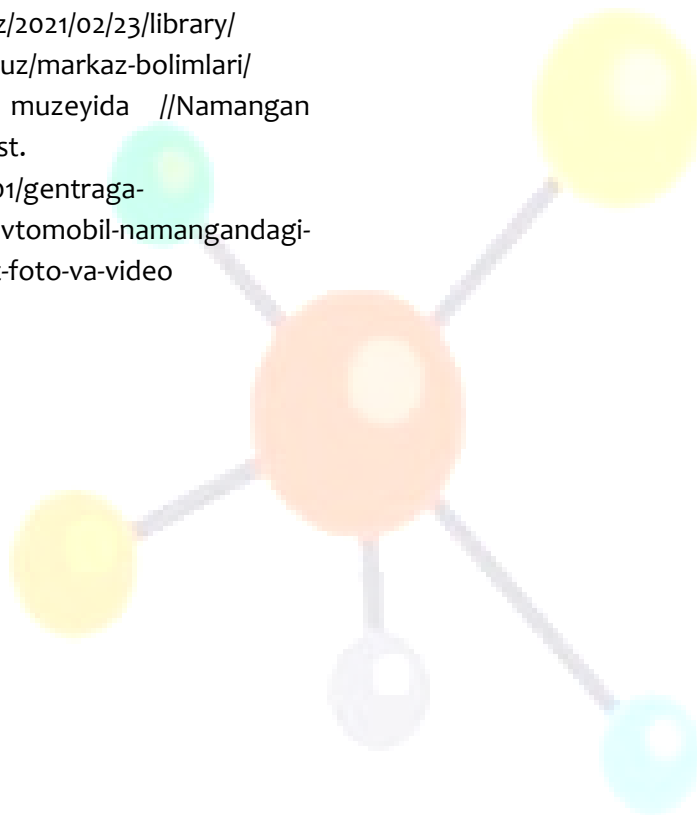 z/2021/02/23/library/
uz/markaz-bolimlari/
muzeyida //Namangan
st.
01/gentraga-
vtomobil-namangandagi-
-foto-va-video